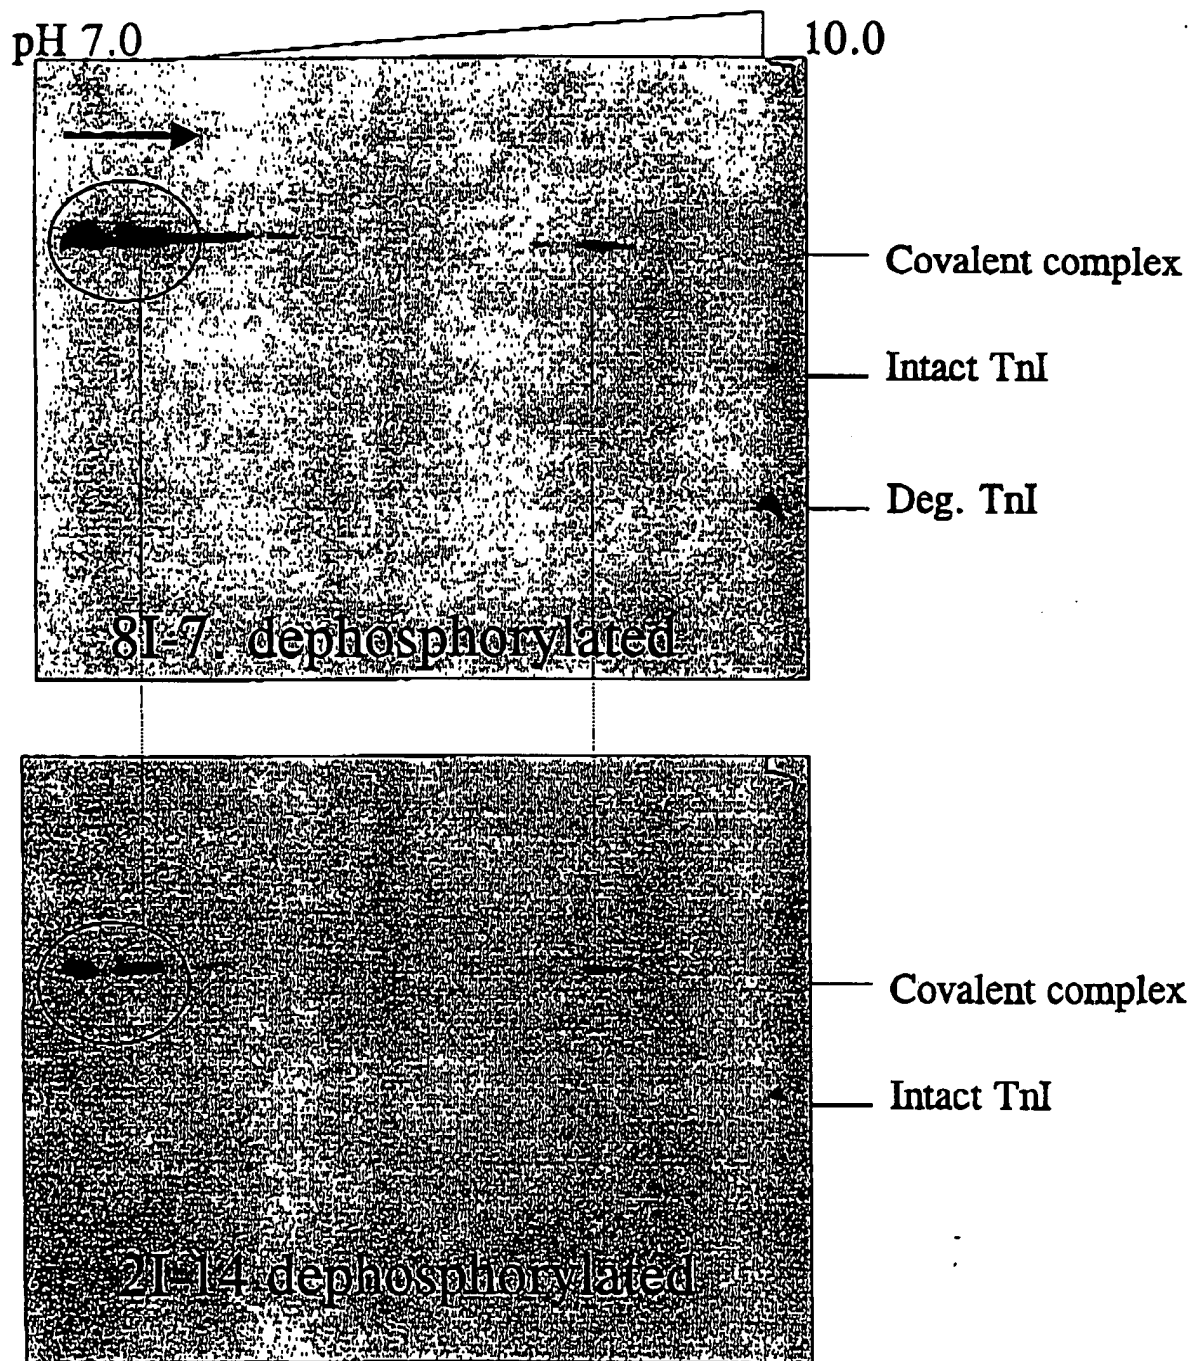 pH 7.0 10.0
Covalent complex
Intact TnI
Deg. TnI
8I-7. dephosphorylated
Covalent complex
Intact TnI
2I-14 dephosphorylated